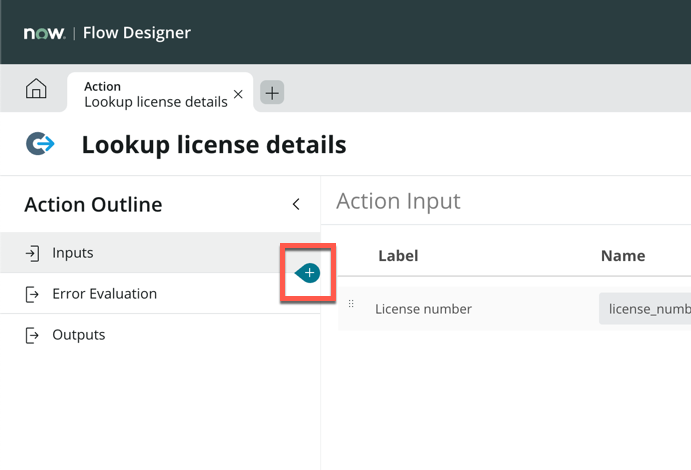 now. | Flow Designer
Action
Lookup license details
Lookup license details
Action Outline
Action Input
Inputs
Label Name
Error Evaluation
License number license_numb
Outputs